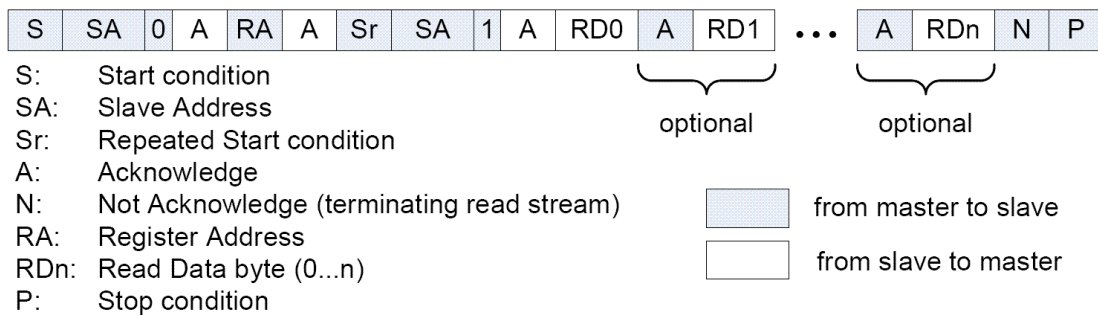 S SA 0 A RA A Sr SA 1 A RD0 A RD1 ••• A RDn N P
optional optional
S: Start condition
SA: Slave Address
Sr: Repeated Start condition
A: Acknowledge
N: Not Acknowledge (terminating read stream)
RA: Register Address
RDn: Read Data byte (0...n)
P: Stop condition
from master to slave
from slave to master